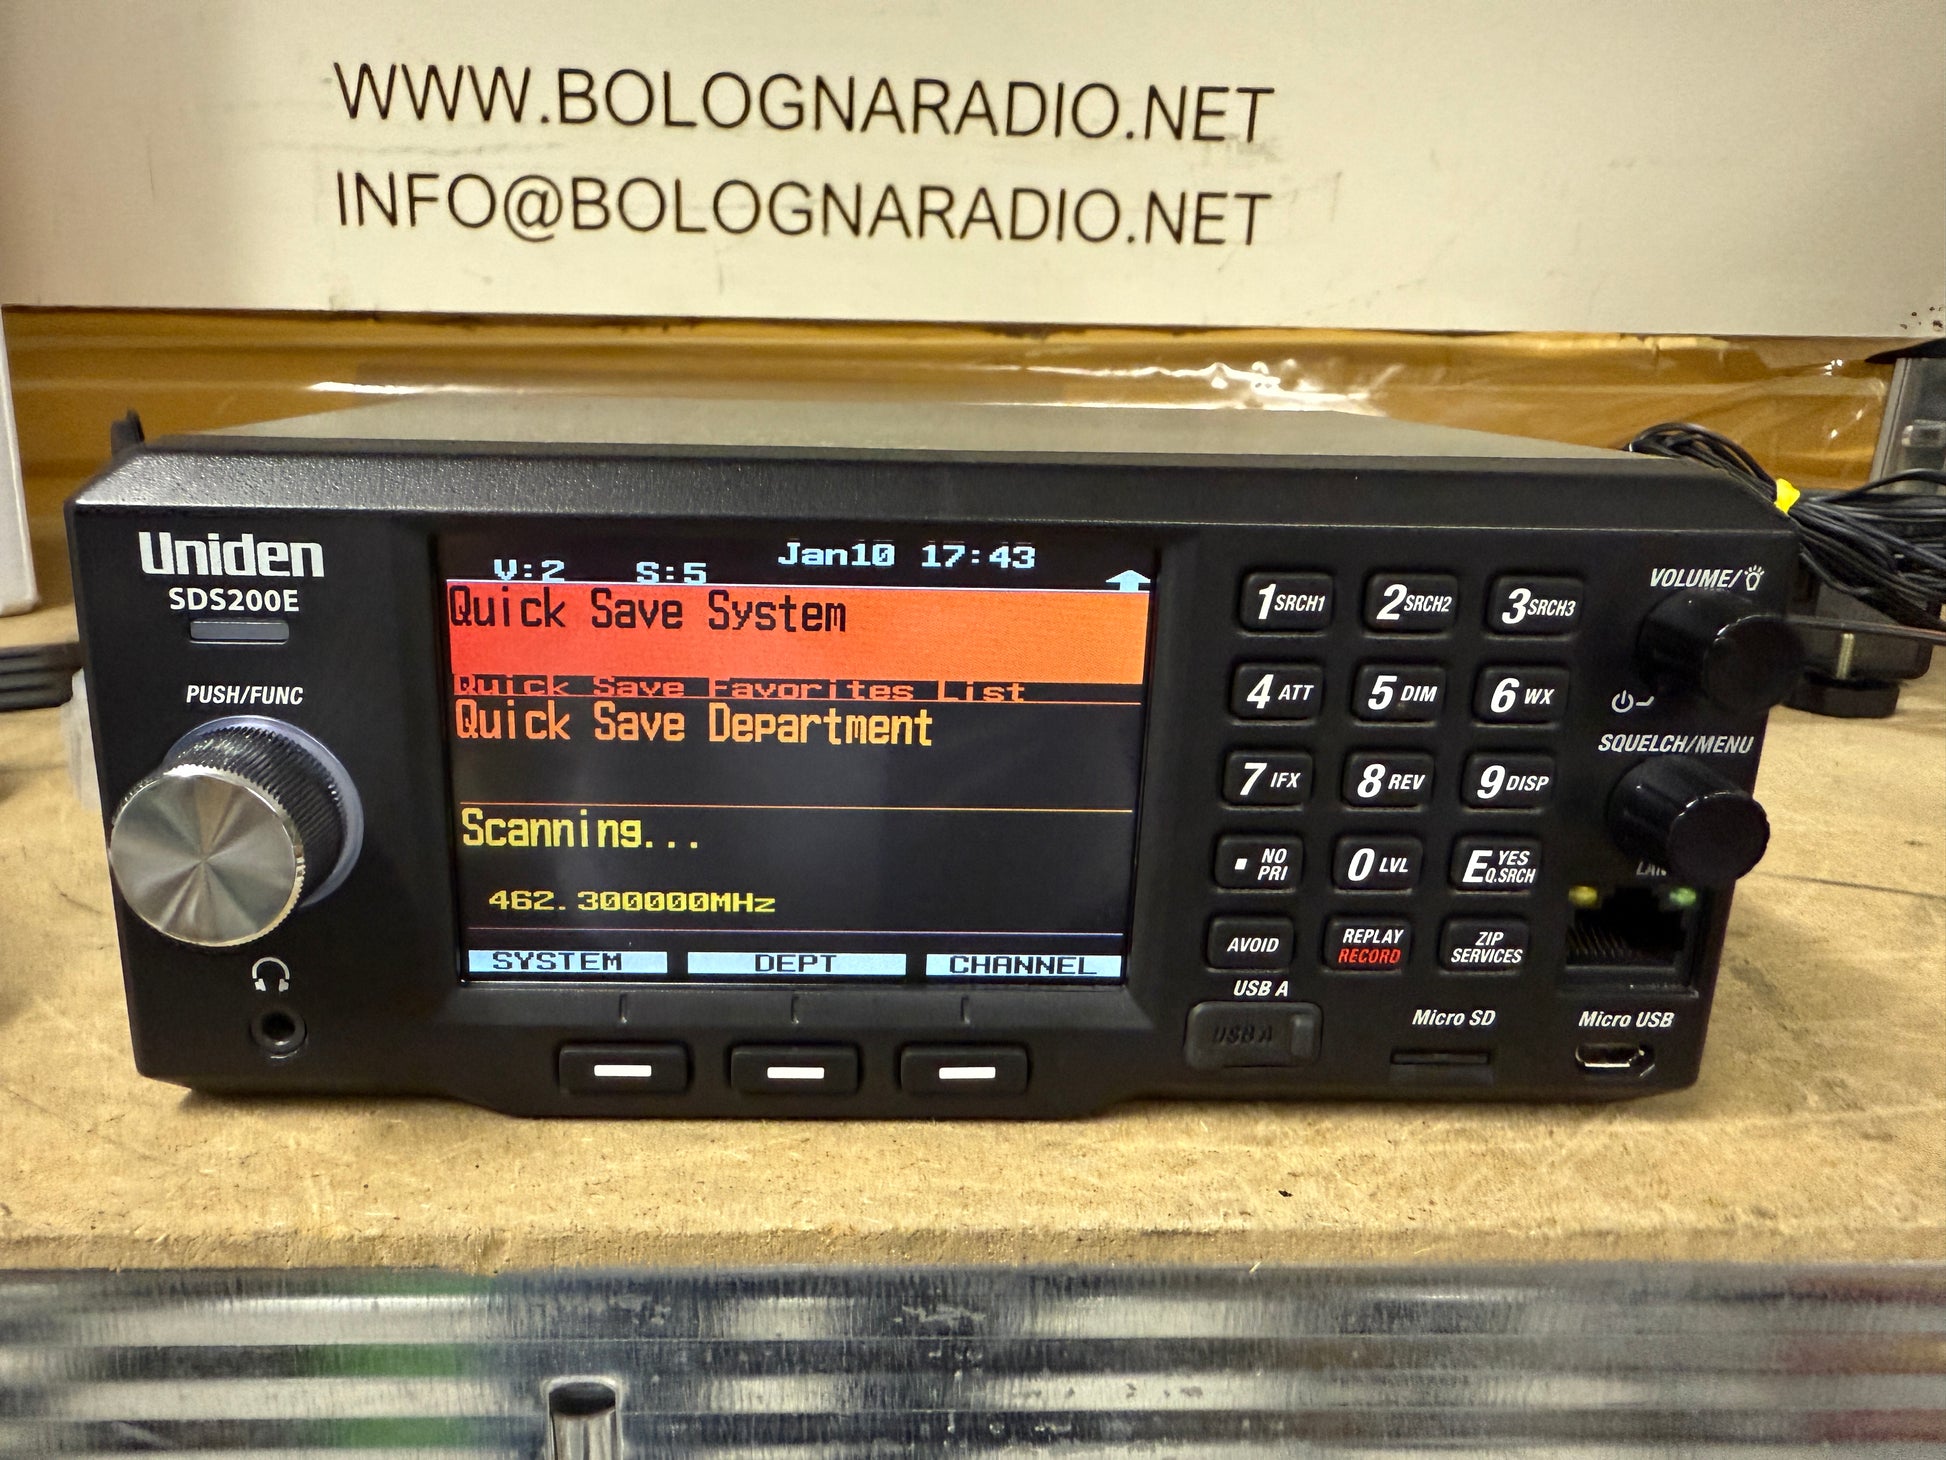 WWW.BOLOGNARADIO.NET
INFO@BOLOGNARADIO.NET
Uniden
SDS200E
PUSH/FUNC
V:2 S:5 Jan10 17:43
Quick Save System
Quick Save Favorites List
Quick Save Department
Scanning...
462.300000MHz
SYSTEM DEPT CHANNEL
1 SRCH1 2 SRCH2 3 SRCH3
4 ATT 5 DIM 6 WX
7 IFX 8 REV 9 DISP
. NO PRI 0 LVL E YES Q.SRCH
AVOID REPLAY RECORD ZIP SERVICES
VOLUME/
SQUELCH/MENU
LAN
USB A
USB A
Micro SD
Micro USB